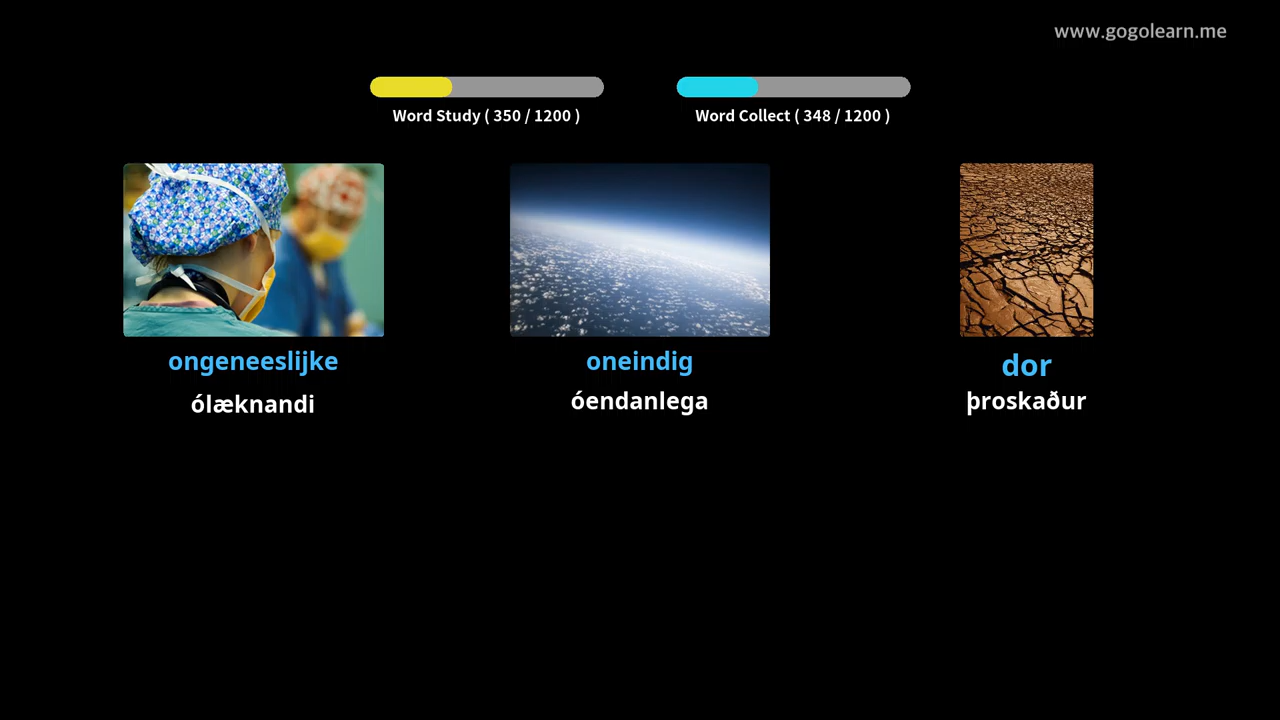 www.gogolearn.me
Word Study ( 350 / 1200 )
Word Collect ( 348 / 1200 )
ongeneeslijke
oneindig
dor
ólæknandi
óendanlega
þroskaður